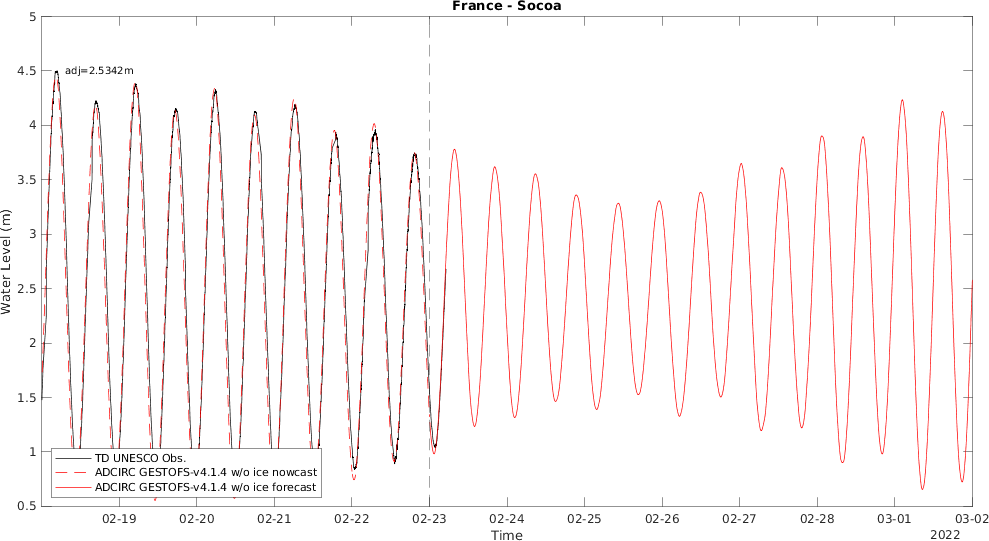 France - Socoa
5
4.5
4
3.5
3
2.5
2
1.5
1
0.5
Water Level (m)
adj=2.5342m
TD UNESCO Obs.
ADCIRC GESTOFS-v4.1.4 w/o ice nowcast
ADCIRC GESTOFS-v4.1.4 w/o ice forecast
02-19 02-20 02-21 02-22 02-23 02-24 02-25 02-26 02-27 02-28 03-01 03-02
Time
2022